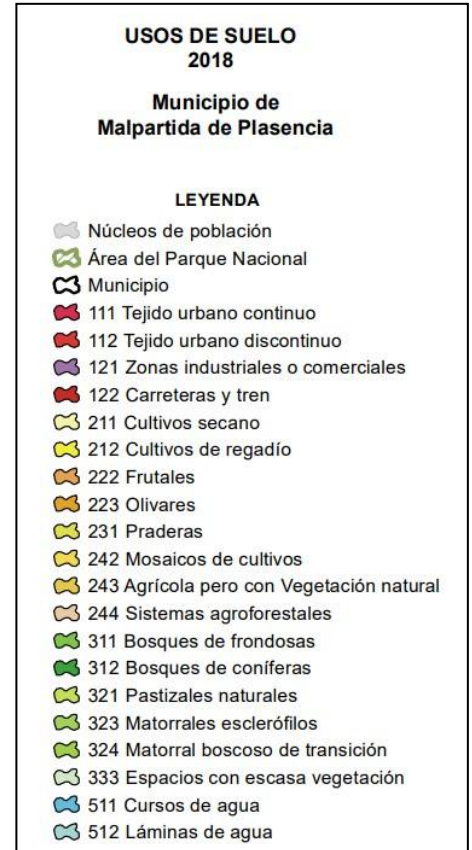 USOS DE SUELO
2018
Municipio de
Malpartida de Plasencia
LEYENDA
Núcleos de población
Área del Parque Nacional
Municipio
111 Tejido urbano continuo
112 Tejido urbano discontinuo
121 Zonas industriales o comerciales
122 Carreteras y tren
211 Cultivos secano
212 Cultivos de regadío
222 Frutales
223 Olivares
231 Praderas
242 Mosaicos de cultivos
243 Agrícola pero con Vegetación natural
244 Sistemas agroforestales
311 Bosques de frondosas
312 Bosques de coníferas
321 Pastizales naturales
323 Matorrales esclerófilos
324 Matorral boscoso de transición
333 Espacios con escasa vegetación
511 Cursos de agua
512 Láminas de agua